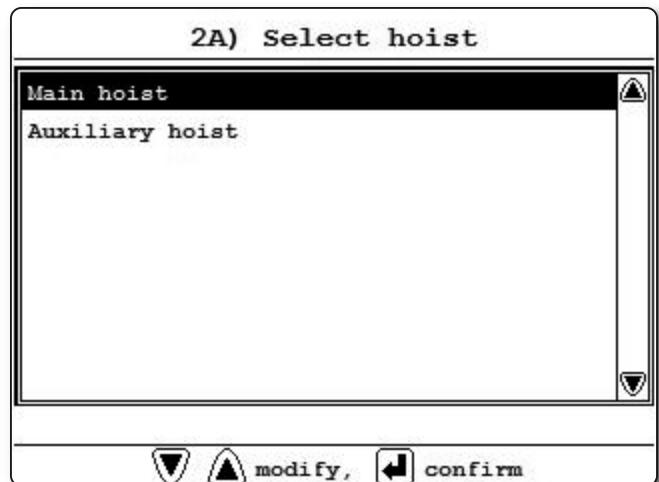 2A) Select hoist
Main hoist
Auxiliary hoist
modify, confirm